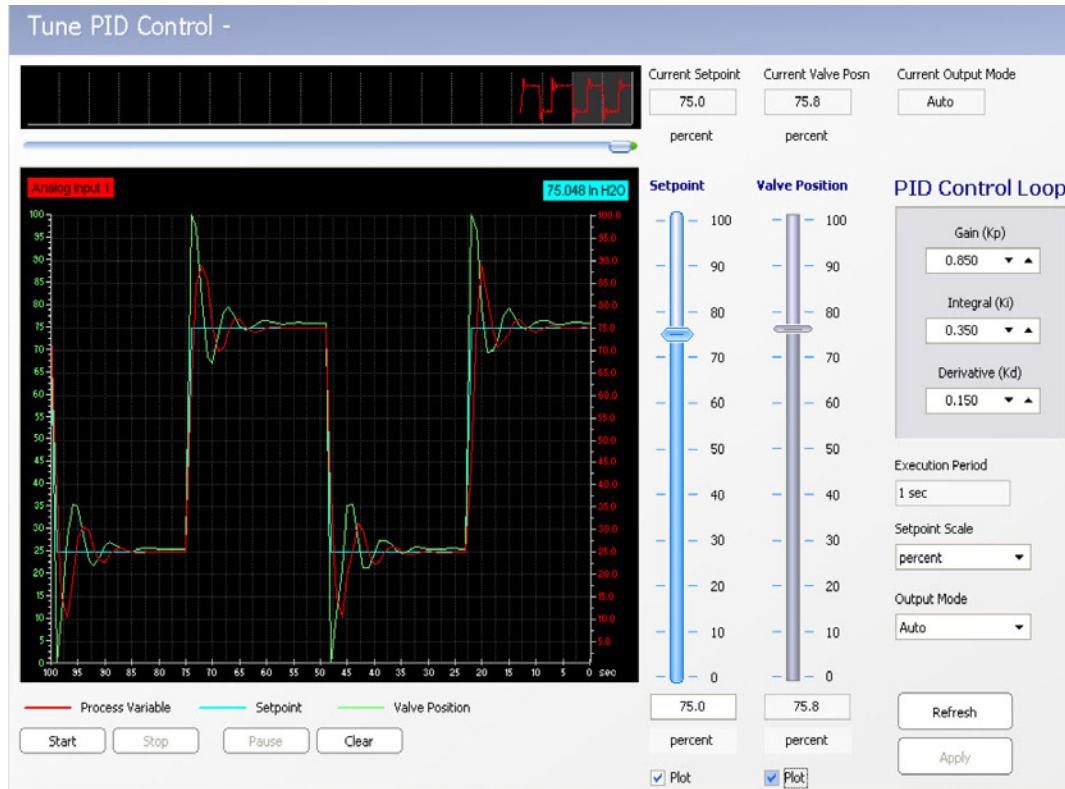 Tune PID Control -
Current Setpoint
Current Valve Posn
Current Output Mode
75.0
75.8
Auto
percent
percent
Analog Input 1
75.048 In H2O
100
95
90
85
80
75
70
65
60
55
50
45
40
35
30
25
20
15
10
5
0
100.0
95.0
90.0
85.0
80.0
75.0
70.0
65.0
60.0
55.0
50.0
45.0
40.0
35.0
30.0
25.0
20.0
15.0
10.0
5.0
100 95 90 85 80 75 70 65 60 55 50 45 40 35 30 25 20 15 10 5 0 sec
Process Variable
Setpoint
Valve Position
Start
Stop
Pause
Clear
Setpoint
100
90
80
70
60
50
40
30
20
10
0
75.0
percent
Plot
Valve Position
100
90
80
70
60
50
40
30
20
10
0
75.8
percent
Plot
PID Control Loop
Gain (Kp)
0.850
Integral (Ki)
0.350
Derivative (Kd)
0.150
Execution Period
1 sec
Setpoint Scale
percent
Output Mode
Auto
Refresh
Apply